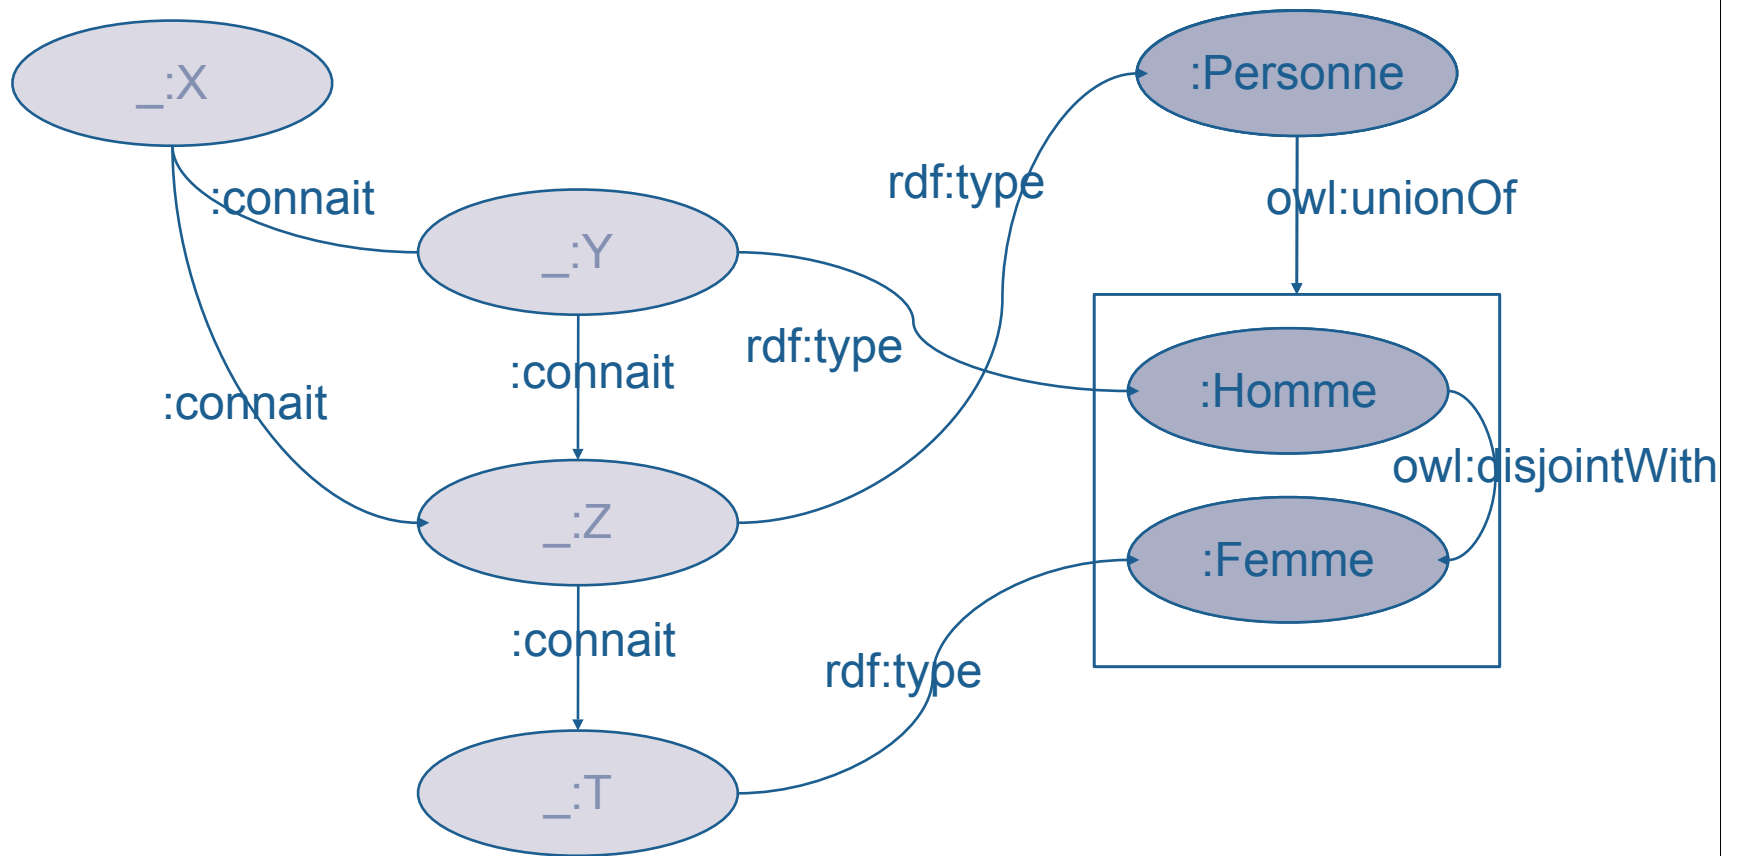 _:X
:Personne
:connait
rdf:type
owl:unionOf
_:Y
rdf:type
:connait
:connait
:Homme
owl:disjointWith
_:Z
:Femme
:connait
rdf:type
_:T